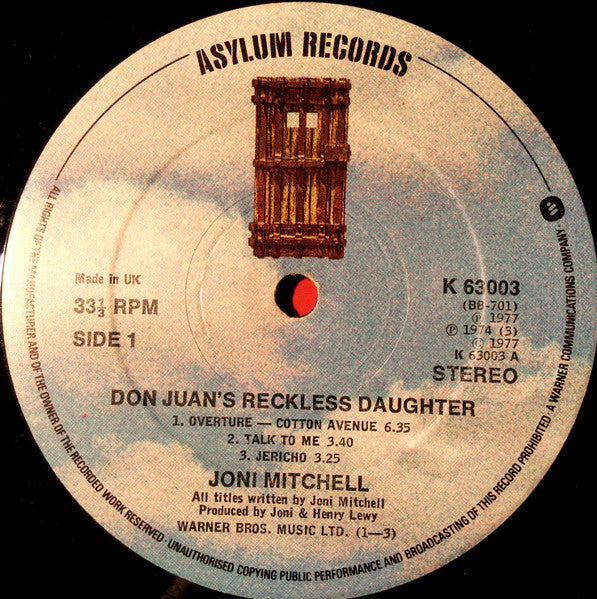 ASYLUM RECORDS
Made in UK
33⅓ RPM
SIDE 1
K 63003
(BB-701)
℗ 1977
℗ 1974 (3)
© 1977
K 63003 A
STEREO
DON JUAN'S RECKLESS DAUGHTER
1. OVERTURE — COTTON AVENUE 6.35
2. TALK TO ME 3.40
3. JERICHO 3.25
JONI MITCHELL
All titles written by Joni Mitchell
Produced by Joni & Henry Lewy
WARNER BROS. MUSIC LTD. (1—3)
ALL RIGHTS OF THE MANUFACTURER AND OF THE OWNER OF THE RECORDED WORK RESERVED · UNAUTHORISED COPYING PUBLIC PERFORMANCE AND BROADCASTING OF THIS RECORD PROHIBITED · A WARNER COMMUNICATIONS COMPANY ·